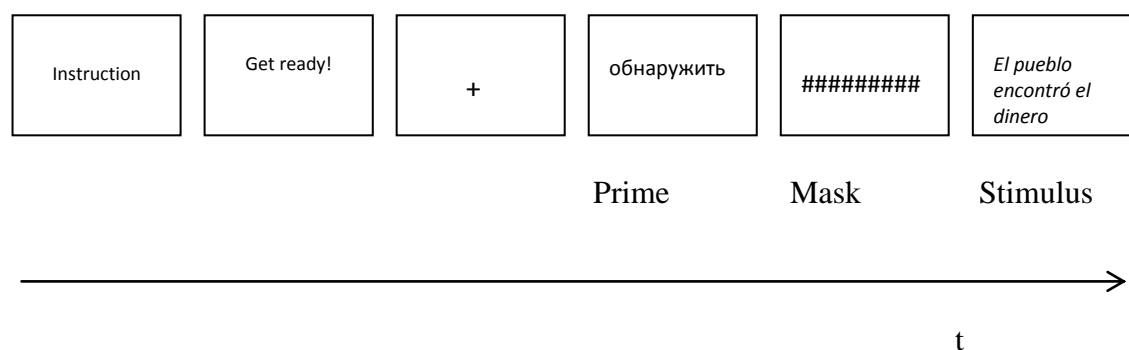 Instruction
Get ready!
+
обнаружить
#########
El pueblo
encontró el
dinero
Prime
Mask
Stimulus
t